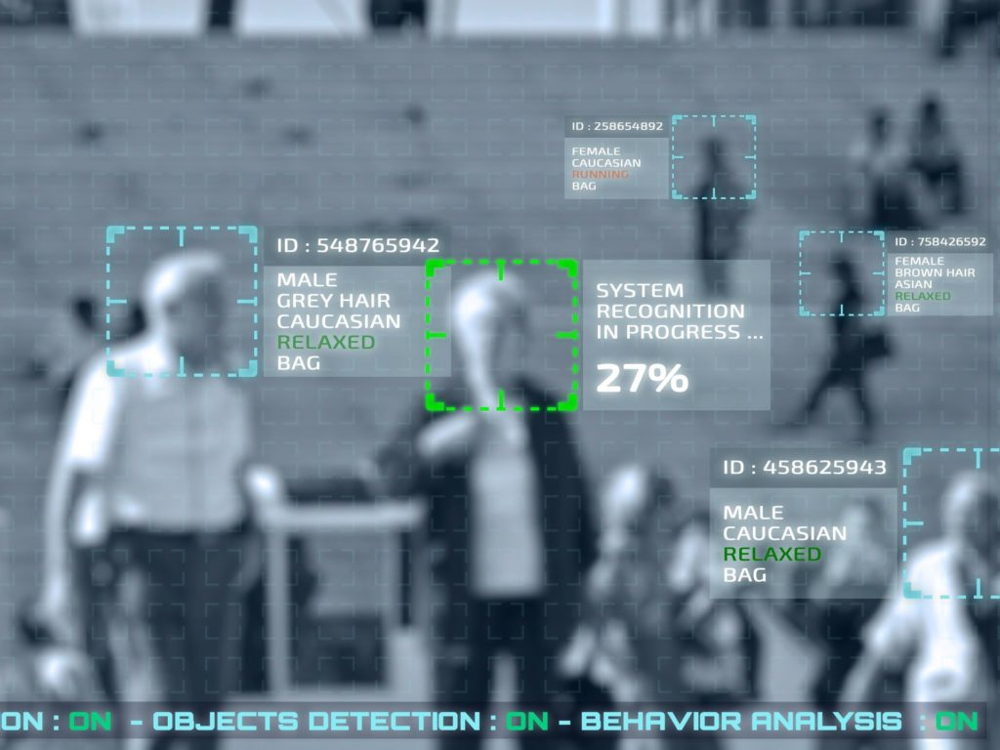 ID : 258654892
FEMALE
CAUCASIAN
RUNNING
BAG
ID : 548765942
MALE
GREY HAIR
CAUCASIAN
RELAXED
BAG
SYSTEM
RECOGNITION
IN PROGRESS ...
27%
ID : 758426592
FEMALE
BROWN HAIR
ASIAN
RELAXED
BAG
ID : 458625943
MALE
CAUCASIAN
RELAXED
BAG
ON : ON - OBJECTS DETECTION : ON - BEHAVIOR ANALYSIS : ON